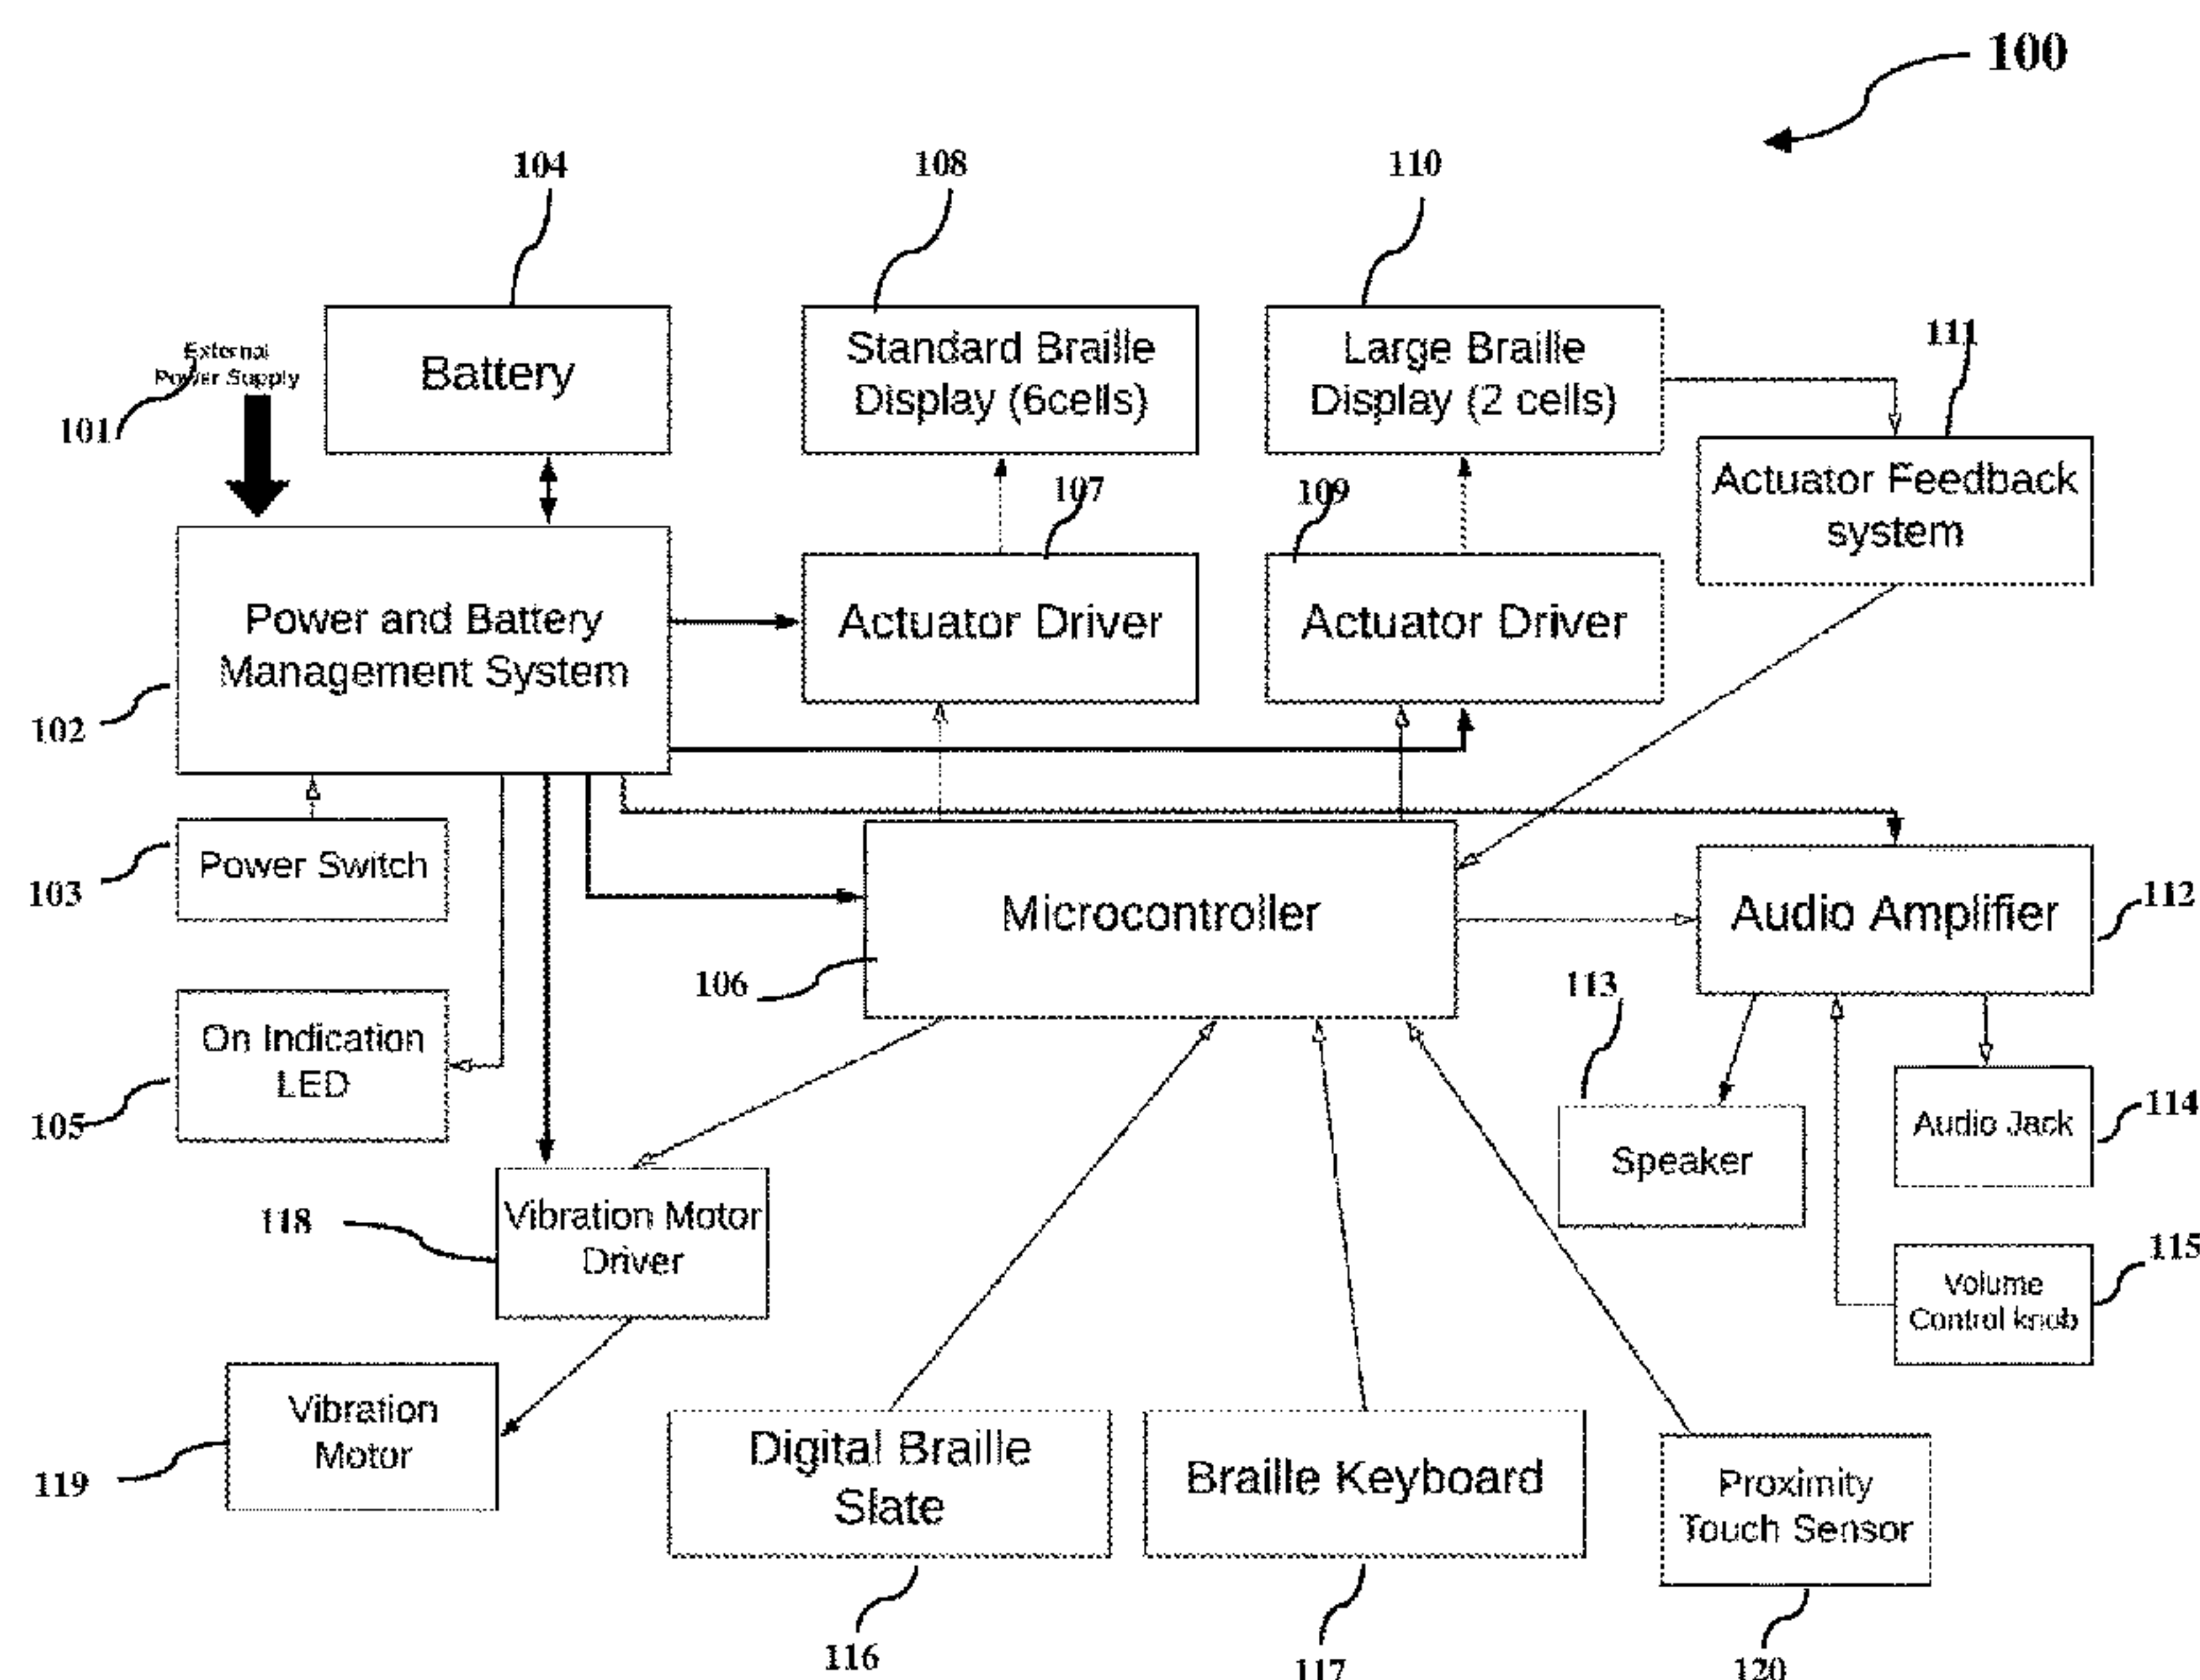 100
104
108
110
External
Power Supply
101
Battery
Standard Braille
Display (6cells)
Large Braille
Display (2 cells)
111
Actuator Feedback
system
107
109
Power and Battery
Management System
102
Actuator Driver
Actuator Driver
Power Switch
103
Microcontroller
106
Audio Amplifier
112
On Indication
LED
105
113
Speaker
Audio Jack
114
Vibration Motor
Driver
118
Volume
Control knob
115
Vibration
Motor
119
Digital Braille
Slate
Braille Keyboard
Proximity
Touch Sensor
116
117
120